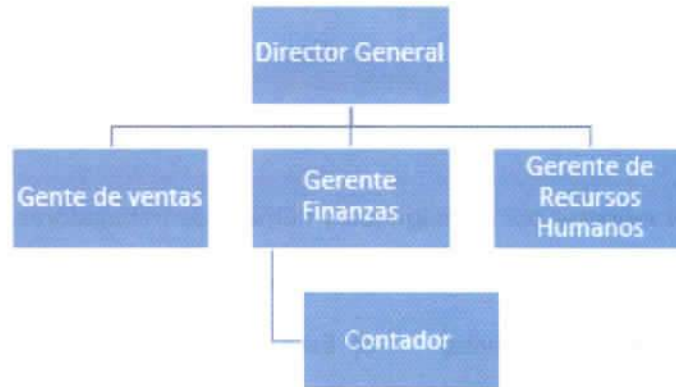 Director General
Gente de ventas
Gerente
Finanzas
Gerente de
Recursos
Humanos
Contador